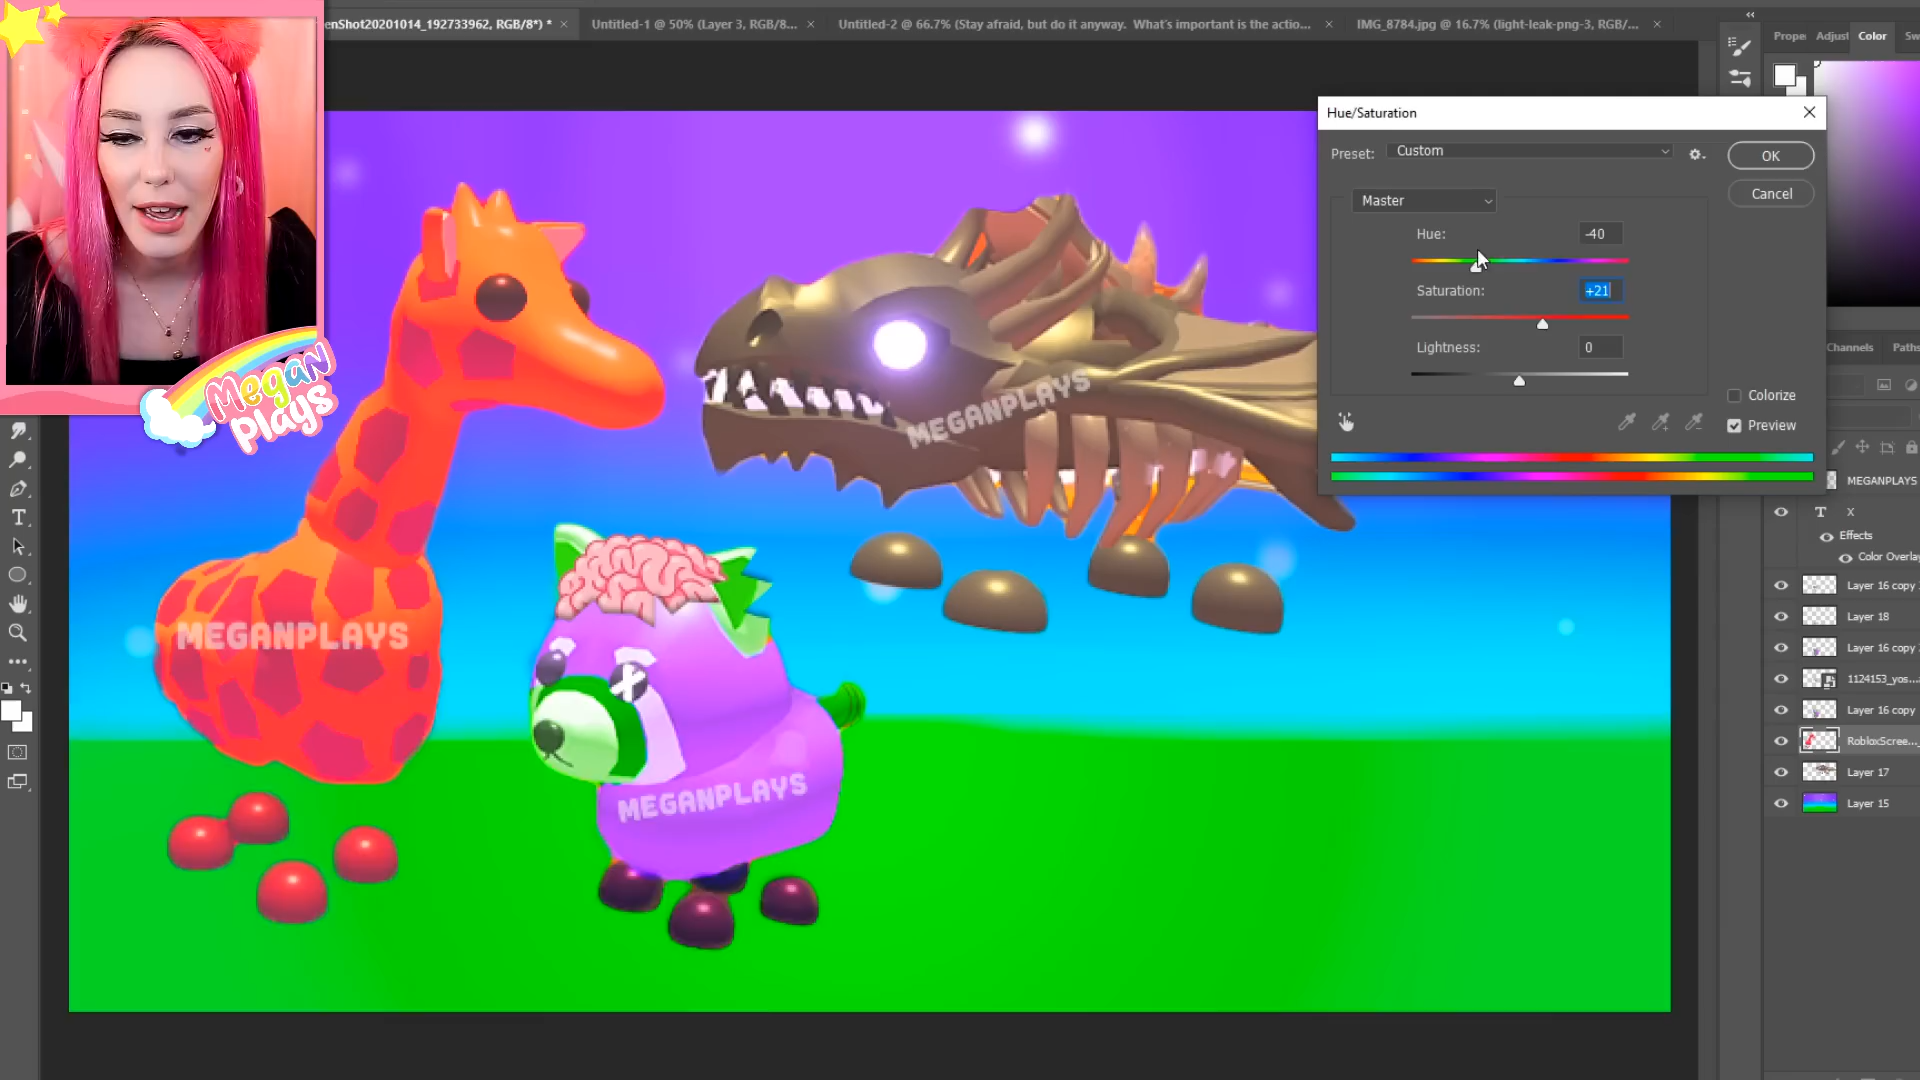 enShot20201014_192733962, RGB/8*) *
Untitled-1 @ 50% (Layer 3, RGB/8...
Untitled-2 @ 66.7% (Stay afraid, but do it anyway. What's important is the actio...
IMG_8784.jpg @ 16.7% (light-leak-png-3, RGB/...
Prope
Adjust
Color
Sw
Hue/Saturation
Preset:
Custom
OK
Master
Cancel
Hue:
-40
Saturation:
+21
Lightness:
0
Colorize
Preview
Channels
Paths
Megan
Plays
MEGANPLAYS
MEGANPLAYS
MEGANPLAYS
MEGANPLAYS
T X
Effects
Color Overlay
Layer 16 copy
Layer 18
Layer 16 copy
1124153_yos...
Layer 16 copy
RobloxScree...
Layer 17
Layer 15
T